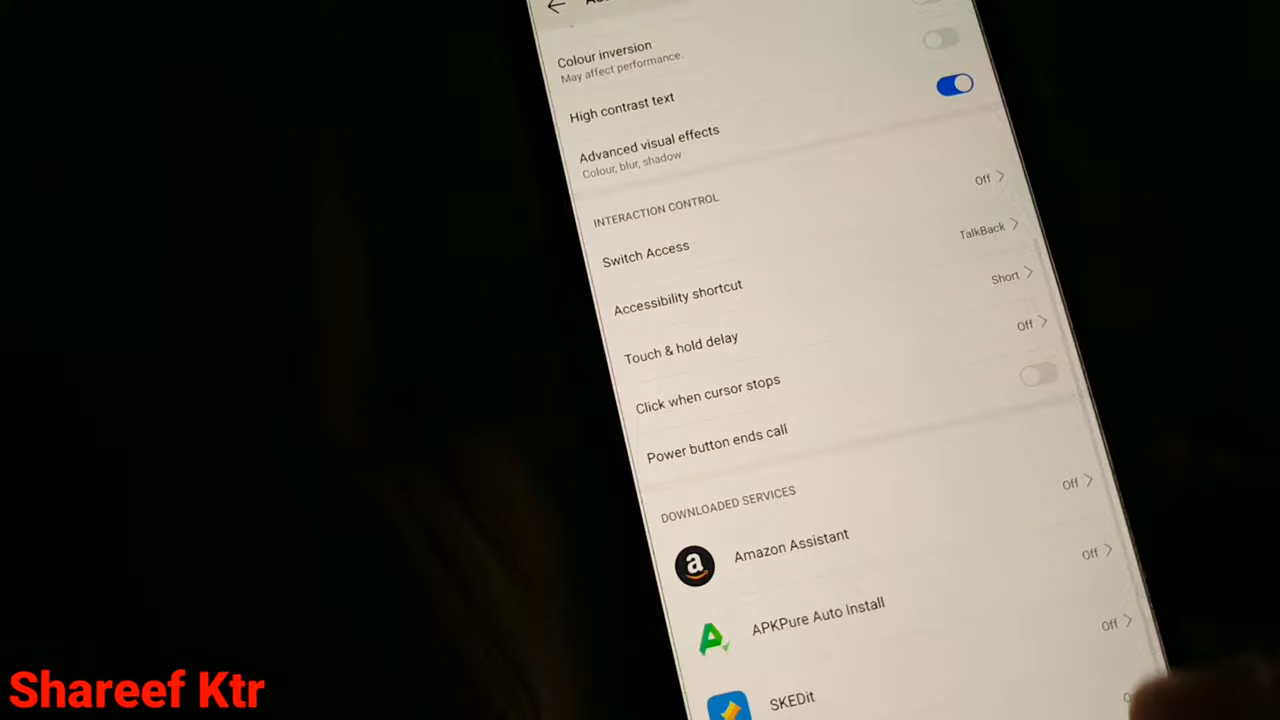 Colour inversion
May affect performance.
High contrast text
Advanced visual effects
Colour, blur, shadow
INTERACTION CONTROL
Switch Access
Off
Accessibility shortcut
TalkBack
Touch & hold delay
Short
Click when cursor stops
Off
Power button ends call
DOWNLOADED SERVICES
Amazon Assistant
Off
APKPure Auto Install
Off
SKEDit
Off
Shareef Ktr